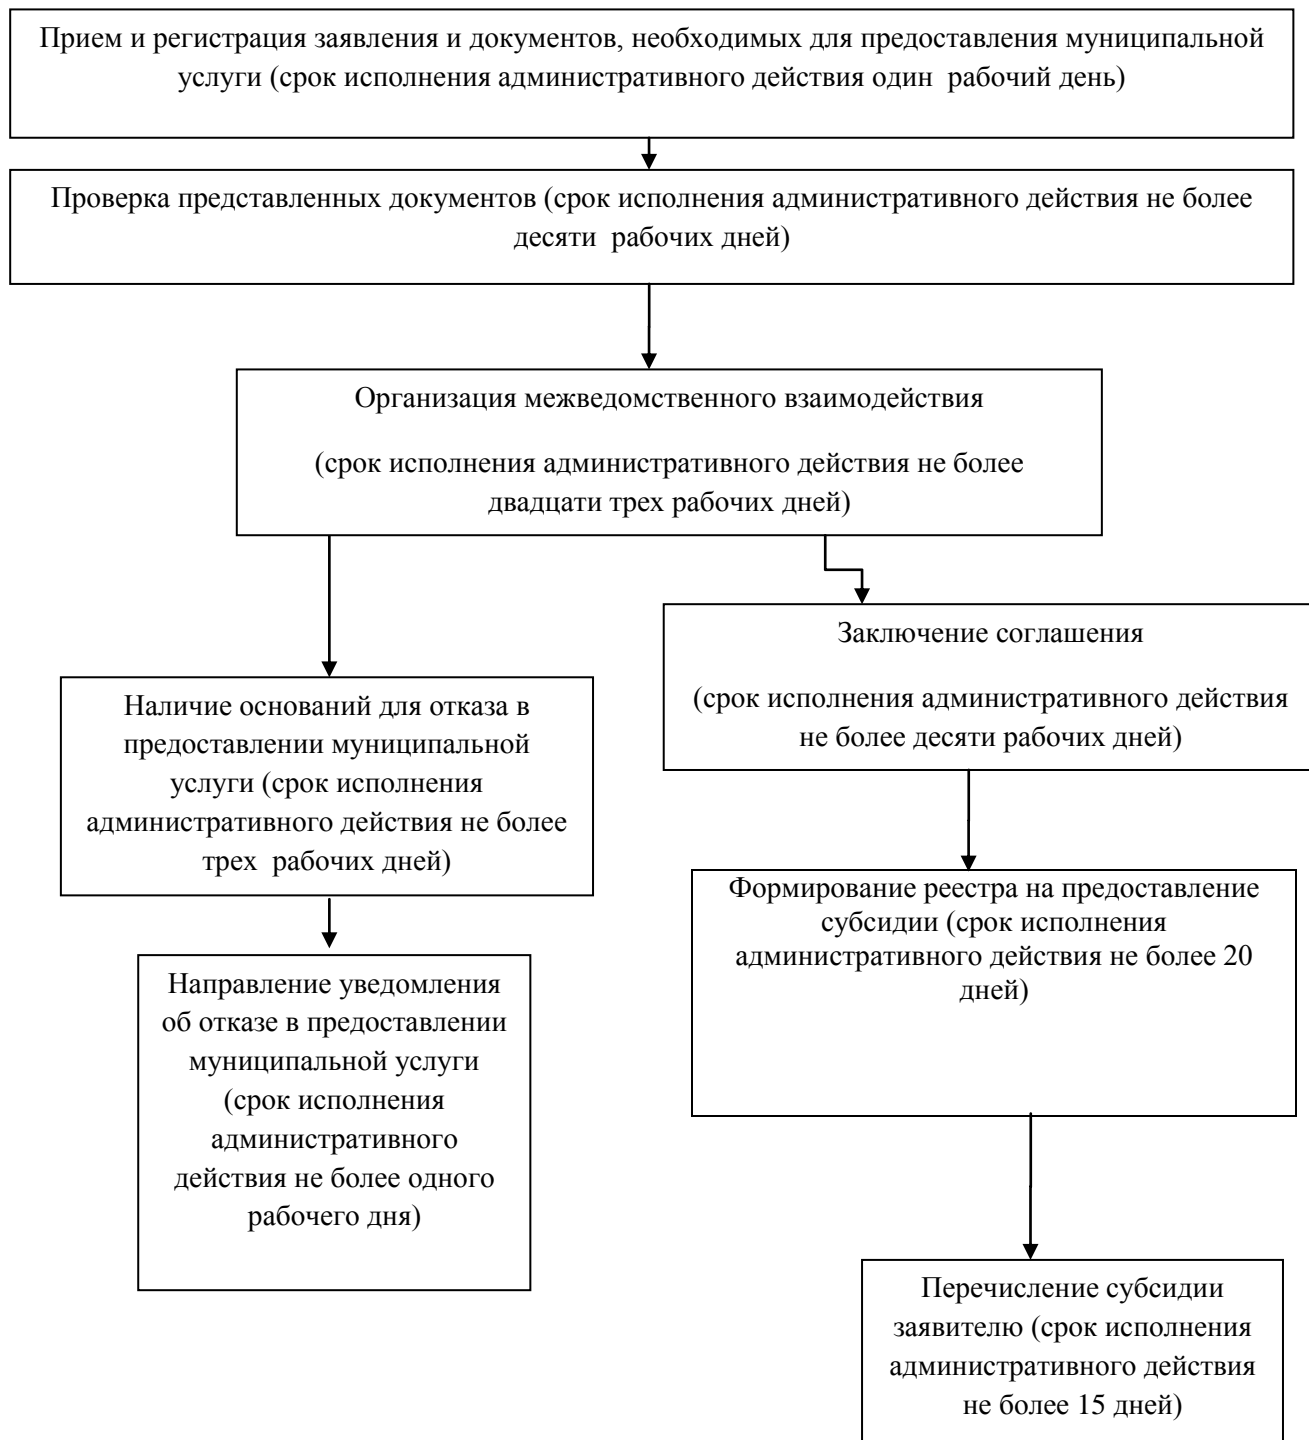 Прием и регистрация заявления и документов, необходимых для предоставления муниципальной
услуги (срок исполнения административного действия один  рабочий день)
Проверка представленных документов (срок исполнения административного действия не более
десяти  рабочих дней)
Организация межведомственного взаимодействия
(срок исполнения административного действия не более
двадцати трех рабочих дней)
Наличие оснований для отказа в
предоставлении муниципальной
услуги (срок исполнения
административного действия не более
трех  рабочих дней)
Направление уведомления
об отказе в предоставлении
муниципальной услуги
(срок исполнения
административного
действия не более одного
рабочего дня)
Заключение соглашения
(срок исполнения административного действия
не более десяти рабочих дней)
Формирование реестра на предоставление
субсидии (срок исполнения
административного действия не более 20
дней)
Перечисление субсидии
заявителю (срок исполнения
административного действия
не более 15 дней)